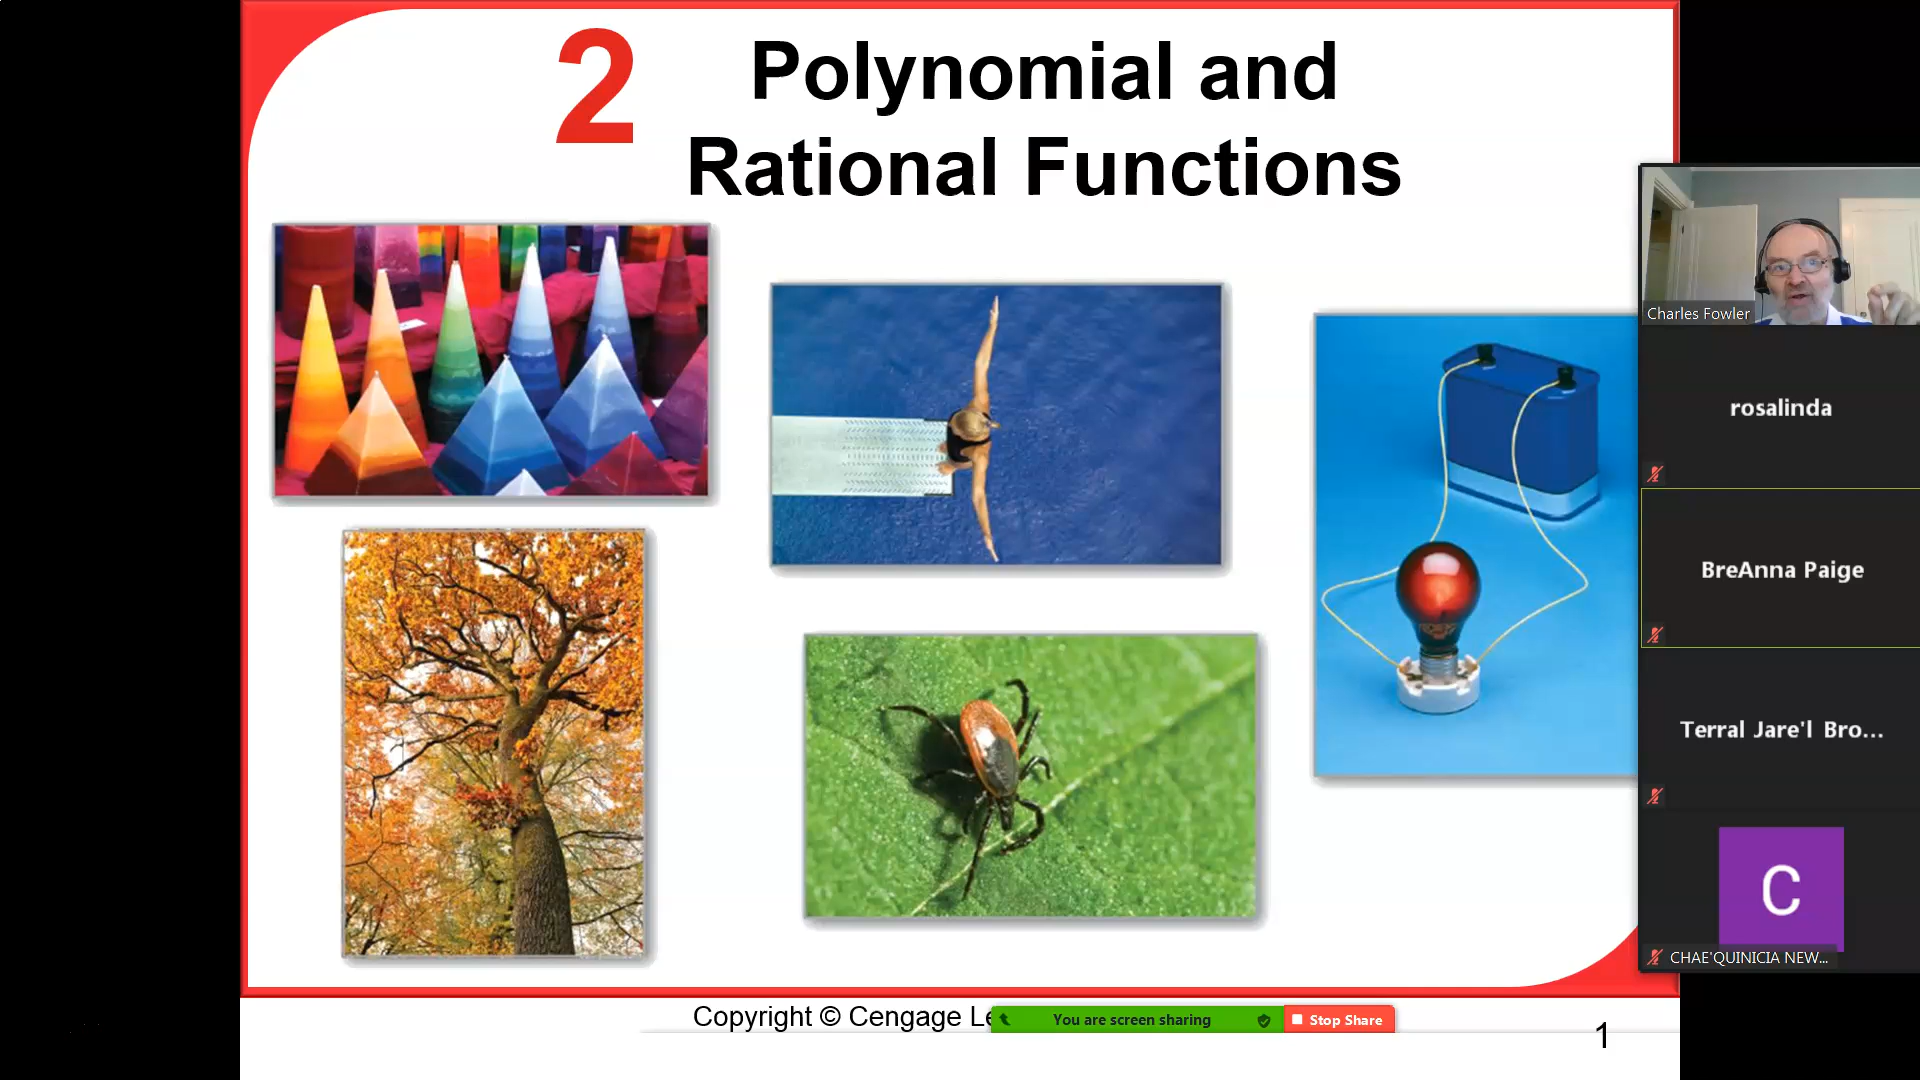 2
Polynomial and
Rational Functions
Charles Fowler
rosalinda
BreAnna Paige
Terral Jare'l Bro...
C
CHAE'QUINICIA NEW...
Copyright © Cengage Le
You are screen sharing
Stop Share
1